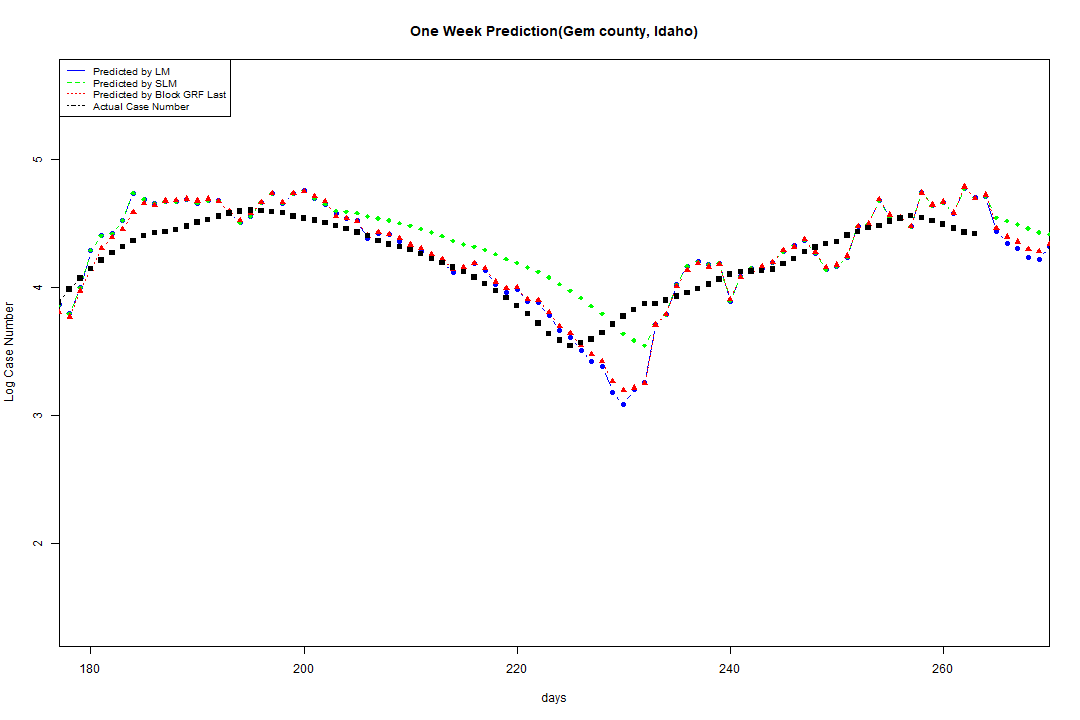 One Week Prediction(Gem county, Idaho)
Predicted by LM
Predicted by SLM
Predicted by Block GRF Last
Actual Case Number
5
4
3
2
Log Case Number
180 200 220 240 260
days